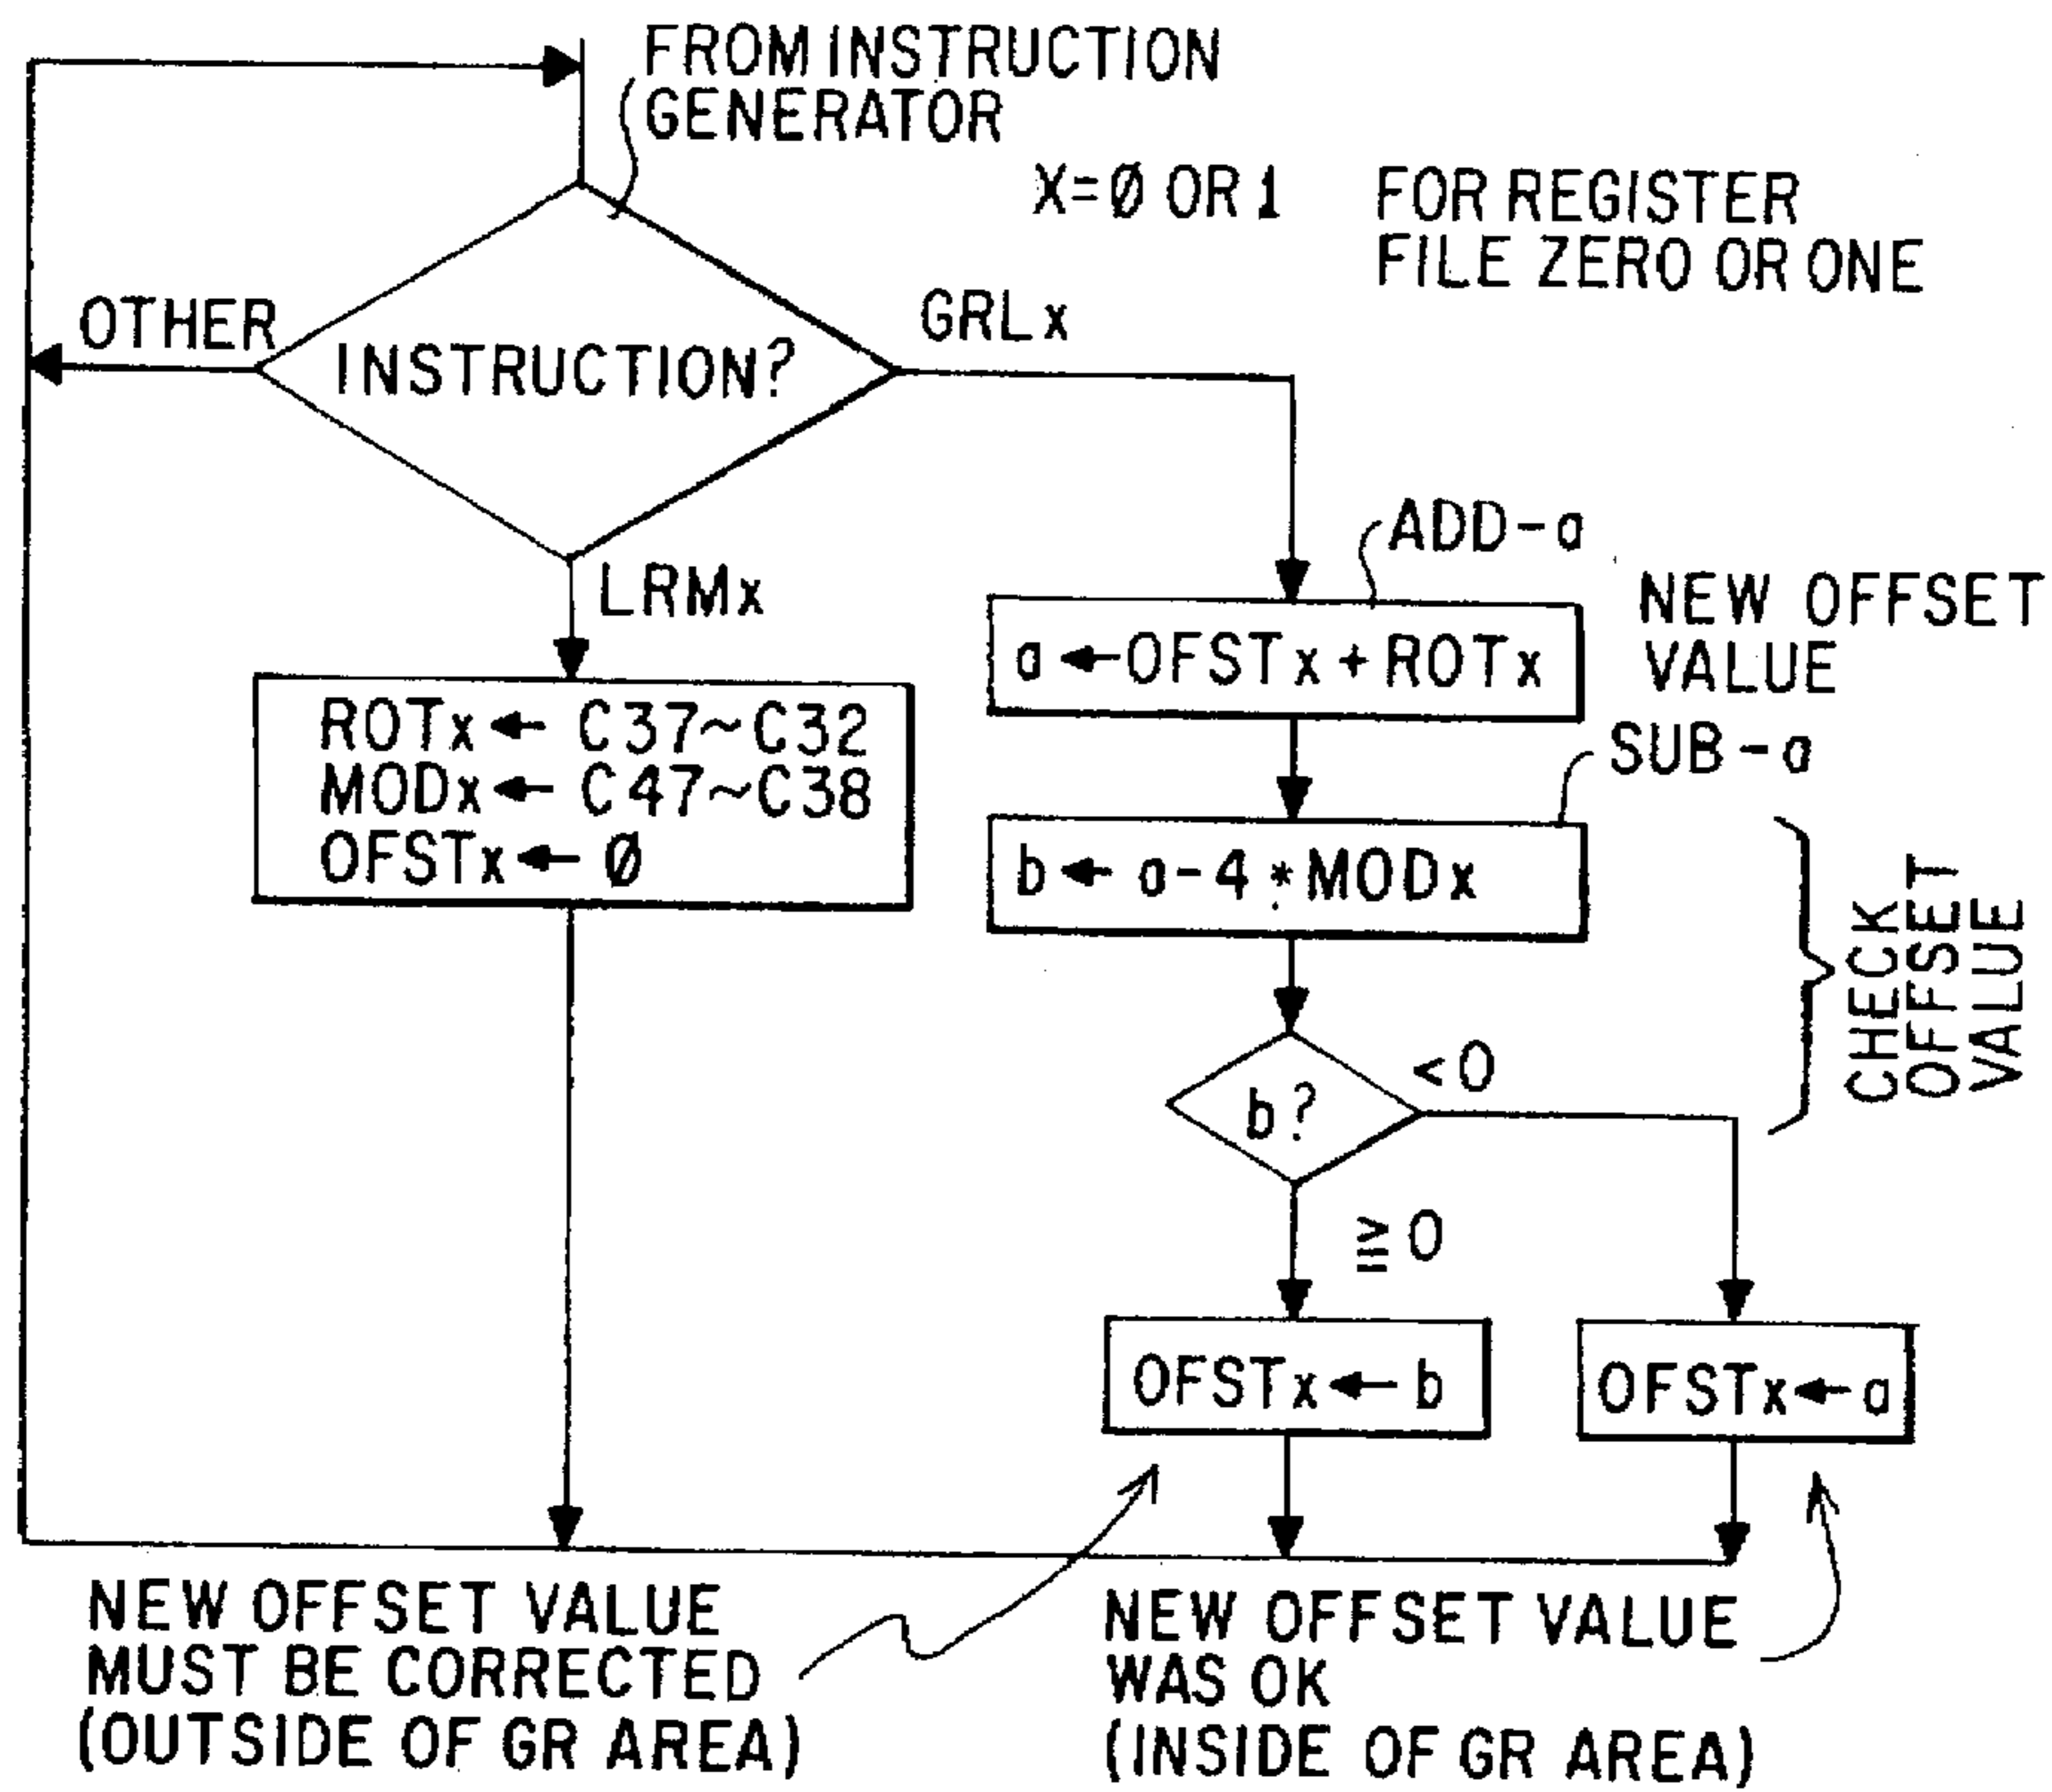 FROM INSTRUCTION
GENERATOR
X=Ø OR 1
FOR REGISTER
FILE ZERO OR ONE
OTHER
INSTRUCTION?
GRLx
LRMx
ROTx ← C37~C32
MODx ← C47~C38
OFSTx ← Ø
ADD-a
a ← OFSTx + ROTx
NEW OFFSET
VALUE
SUB-a
b ← a-4 * MODx
CHECK
OFFSET
VALUE
b?
<0
≧0
OFSTx ← b
OFSTx ← a
NEW OFFSET VALUE
MUST BE CORRECTED
(OUTSIDE OF GR AREA)
NEW OFFSET VALUE
WAS OK
(INSIDE OF GR AREA)